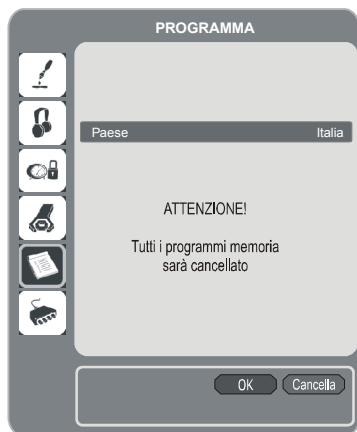 PROGRAMMA
Paese Italia
ATTENZIONE!
Tutti i programmi memoria
sarà cancellato
OK Cancella